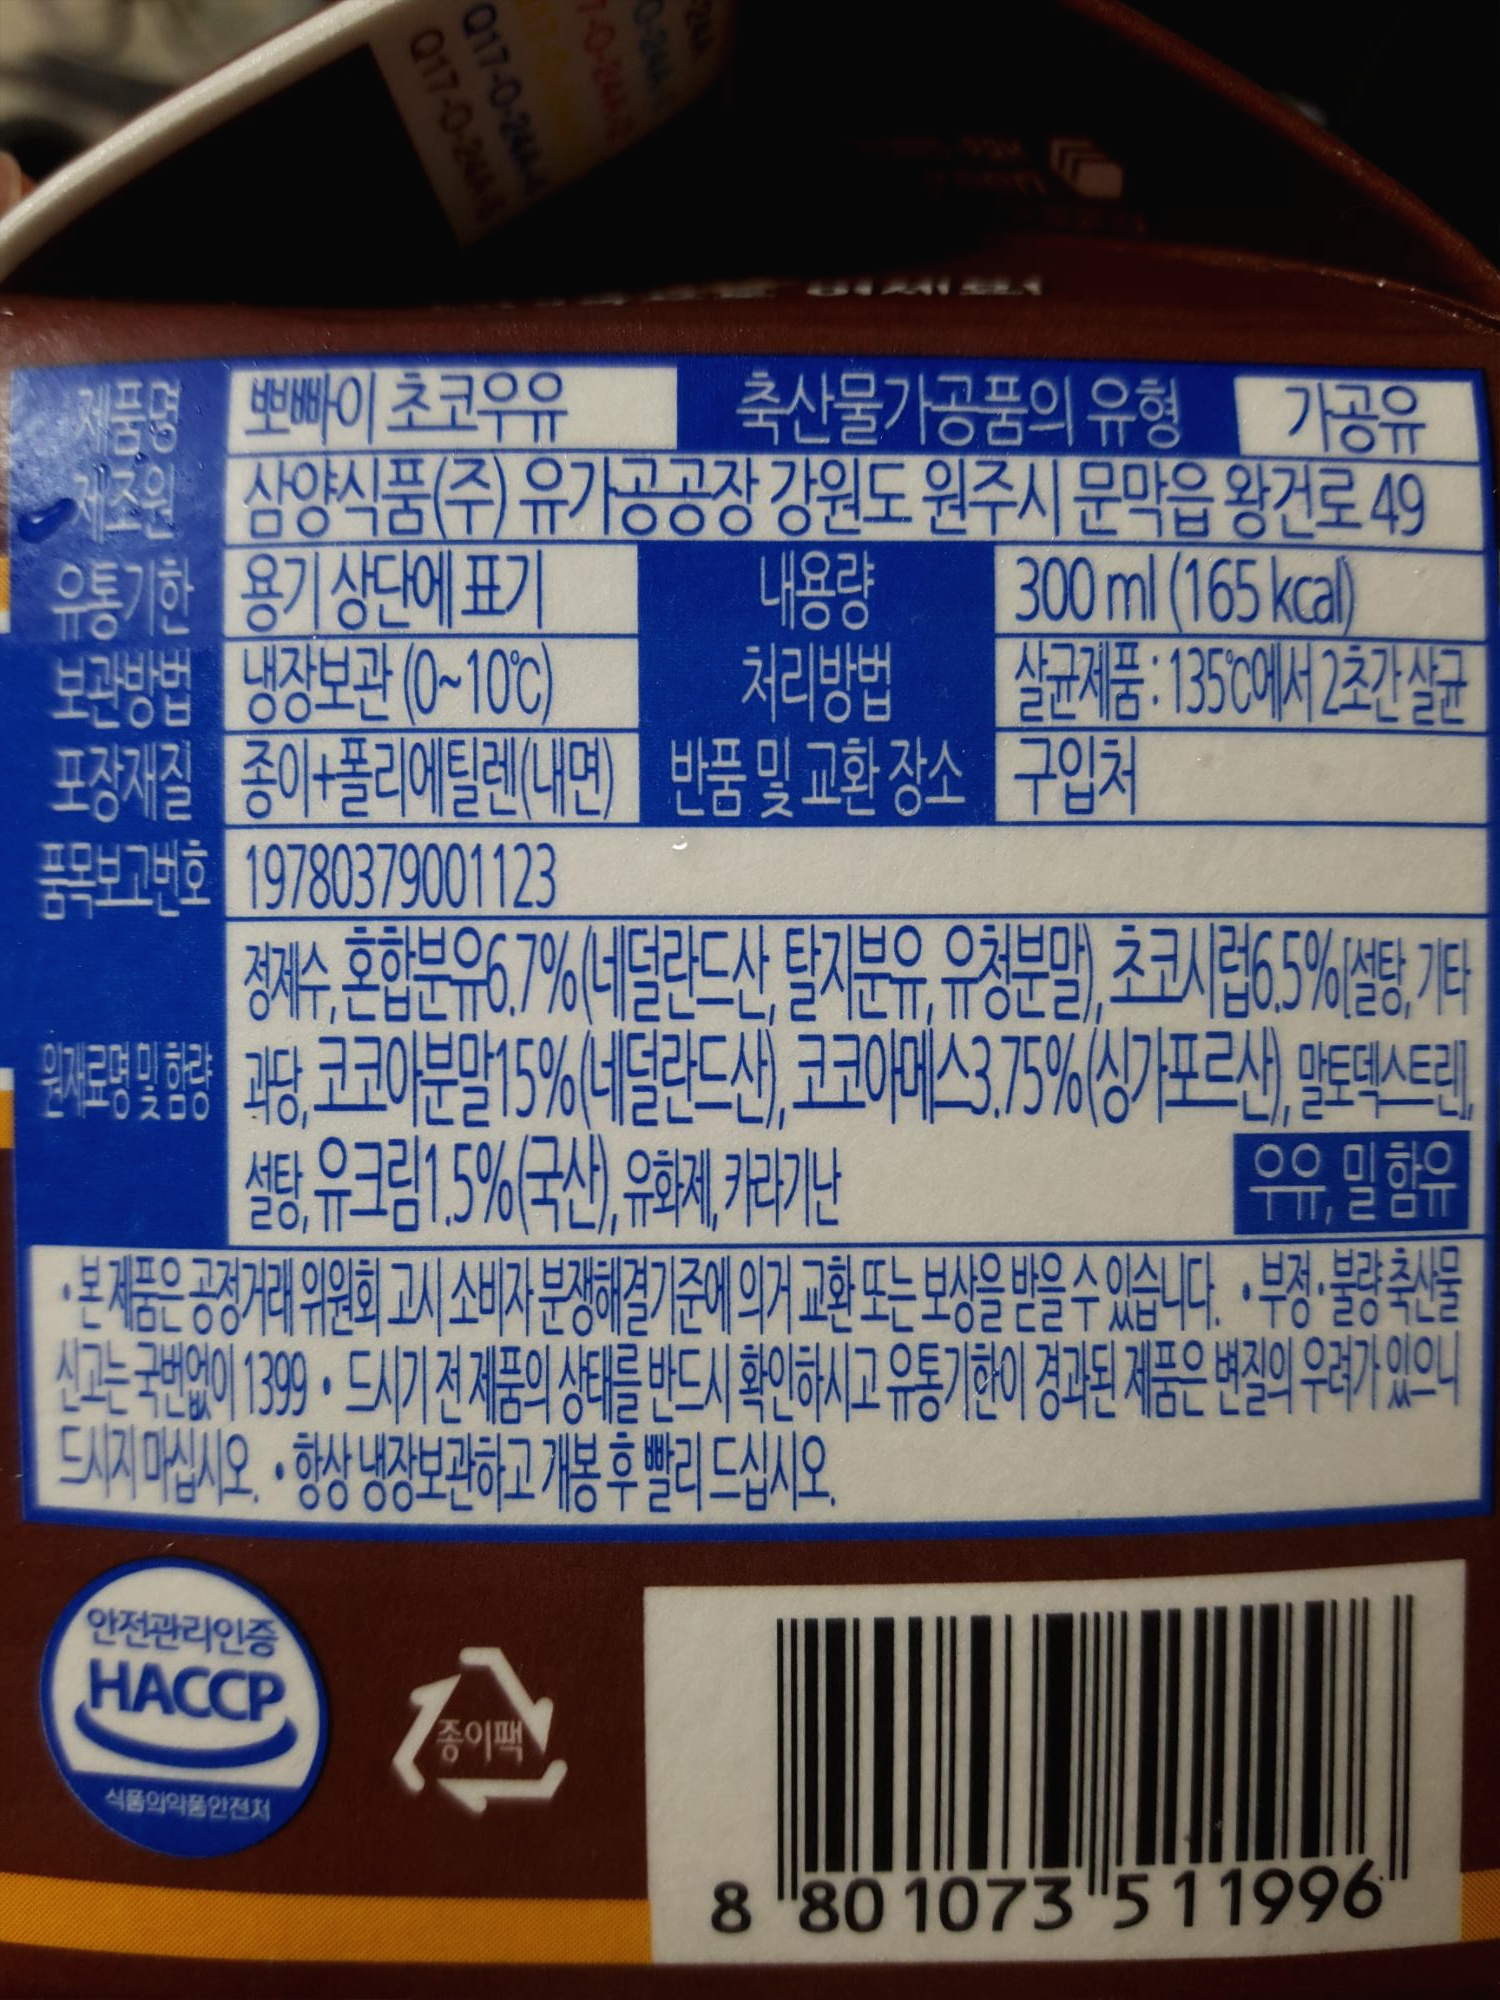 Q17-0-24A
Q17-0-24A-
제품명 뽀빠이 초코우유 축산물가공품의 유형 가공유
제조원 삼양식품(주) 유가공공장 강원도 원주시 문막읍 왕건로 49
유통기한 용기 상단에 표기 내용량 300 ml (165 kcal)
보관방법 냉장보관 (0~10℃) 처리방법 살균제품 : 135℃에서 2초간 살균
포장재질 종이+폴리에틸렌(내면) 반품 및 교환 장소 구입처
품목보고번호 19780379001123
정제수, 혼합분유6.7%(네덜란드산, 탈지분유, 유청분말), 초코시럽6.5%[설탕, 기타
원재료명 및 함량 과당, 코코아분말15%(네덜란드산), 코코아메스3.75%(싱가포르산), 말토덱스트린],
설탕, 유크림1.5%(국산), 유화제, 카라기난 우유, 밀 함유
•본 제품은 공정거래 위원회 고시 소비자 분쟁해결기준에 의거 교환 또는 보상을 받을 수 있습니다. •부정·불량 축산물
신고는 국번없이 1399 • 드시기 전 제품의 상태를 반드시 확인하시고 유통기한이 경과된 제품은 변질의 우려가 있으니
드시지 마십시오. •항상 냉장보관하고 개봉 후 빨리 드십시오.
안전관리인증
HACCP
식품의약품안전처
종이팩
8 801073 511996